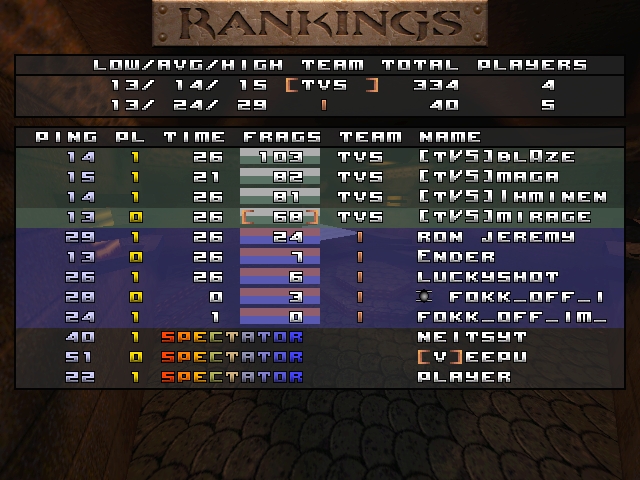 RANKINGS
LOW/AVG/HIGH TEAM TOTAL PLAYERS
13/ 14/ 15 [TVS ] 334 4
13/ 24/ 29 I 40 5
PING PL TIME FRAGS TEAM NAME
14 1 26 103 TVS [TVS]BLAZE
15 1 21 82 TVS [TVS]MAGA
14 1 26 81 TVS [TVS]IHMINEN
13 0 26 [ 68 ] TVS [TVS]MIRAGE
29 1 26 24 I RON JEREMY
13 0 26 7 I ENDER
26 1 26 6 I LUCKYSHOT
28 0 0 3 I FOKK_OFF_I
24 1 1 0 I FOKK_OFF_IM_
40 1 SPECTATOR NEITSYT
51 0 SPECTATOR [V]EEPU
22 1 SPECTATOR PLAYER